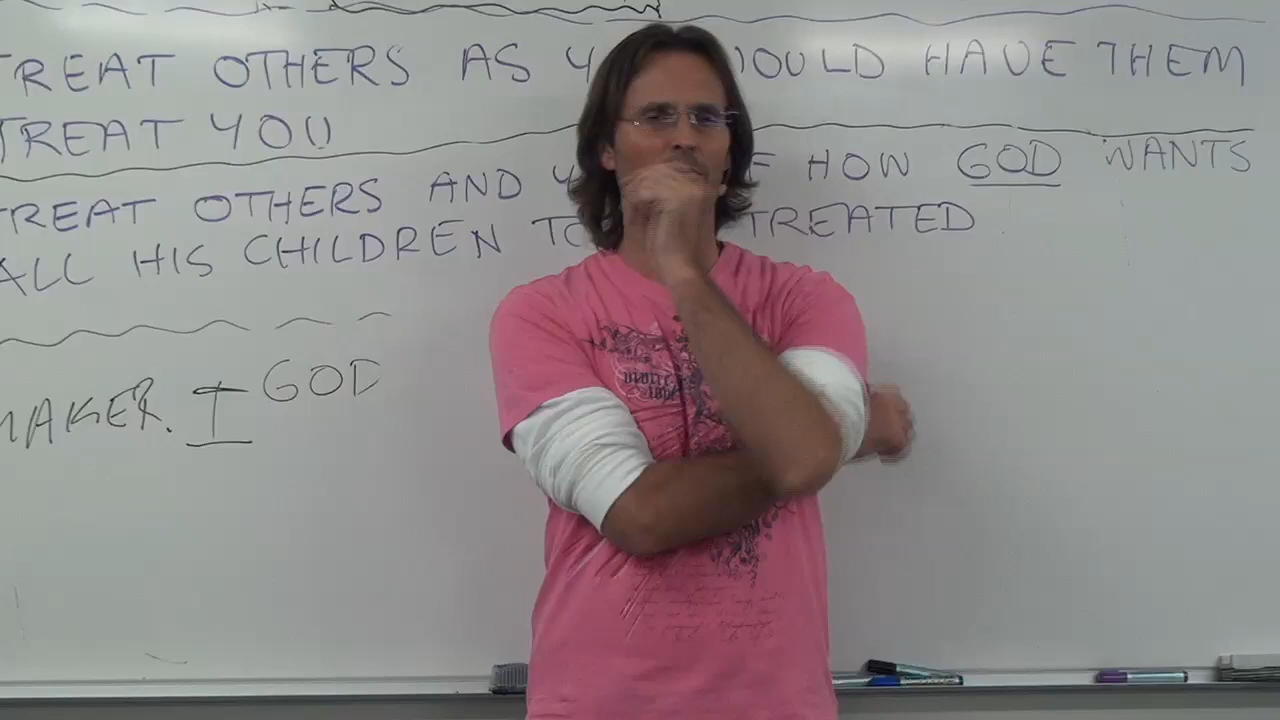 TREAT OTHERS AS Y OULD HAVE THEM
TREAT YOU
TREAT OTHERS AND Y F HOW GOD WANTS
ALL HIS CHILDREN TO TREATED
MAKER. I GOD